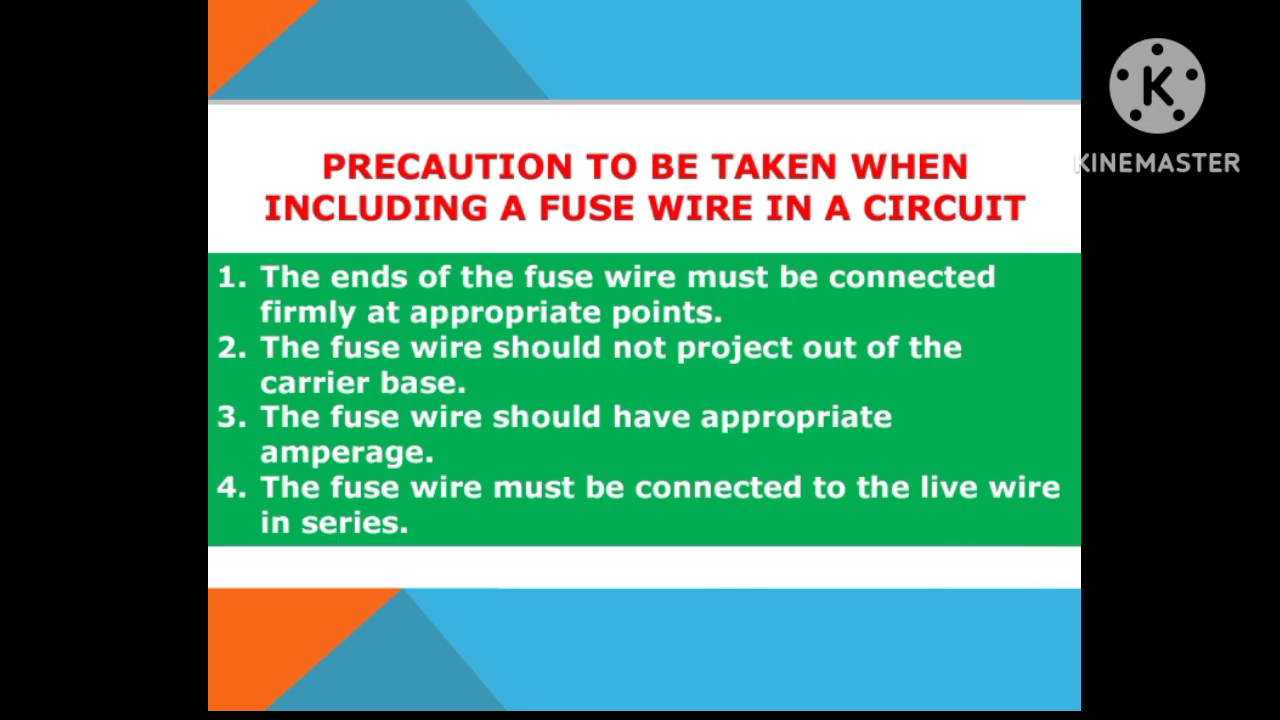 PRECAUTION TO BE TAKEN WHEN
INCLUDING A FUSE WIRE IN A CIRCUIT
1. The ends of the fuse wire must be connected
firmly at appropriate points.
2. The fuse wire should not project out of the
carrier base.
3. The fuse wire should have appropriate
amperage.
4. The fuse wire must be connected to the live wire
in series.
K
KINEMASTER